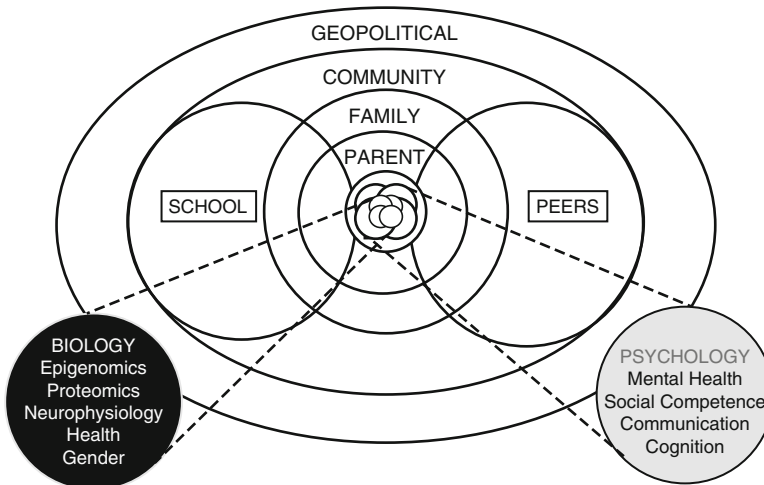 GEOPOLITICAL
COMMUNITY
FAMILY
PARENT
SCHOOL
PEERS
BIOLOGY
Epigenomics
Proteomics
Neurophysiology
Health
Gender
PSYCHOLOGY
Mental Health
Social Competence
Communication
Cognition